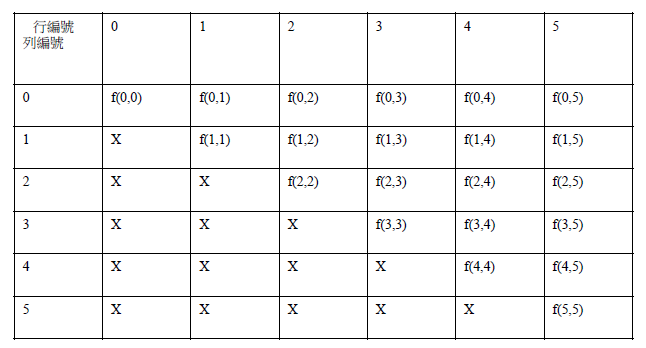 行編號 0 1 2 3 4 5
列編號
0 f(0,0) f(0,1) f(0,2) f(0,3) f(0,4) f(0,5)
1 X f(1,1) f(1,2) f(1,3) f(1,4) f(1,5)
2 X X f(2,2) f(2,3) f(2,4) f(2,5)
3 X X X f(3,3) f(3,4) f(3,5)
4 X X X X f(4,4) f(4,5)
5 X X X X X f(5,5)